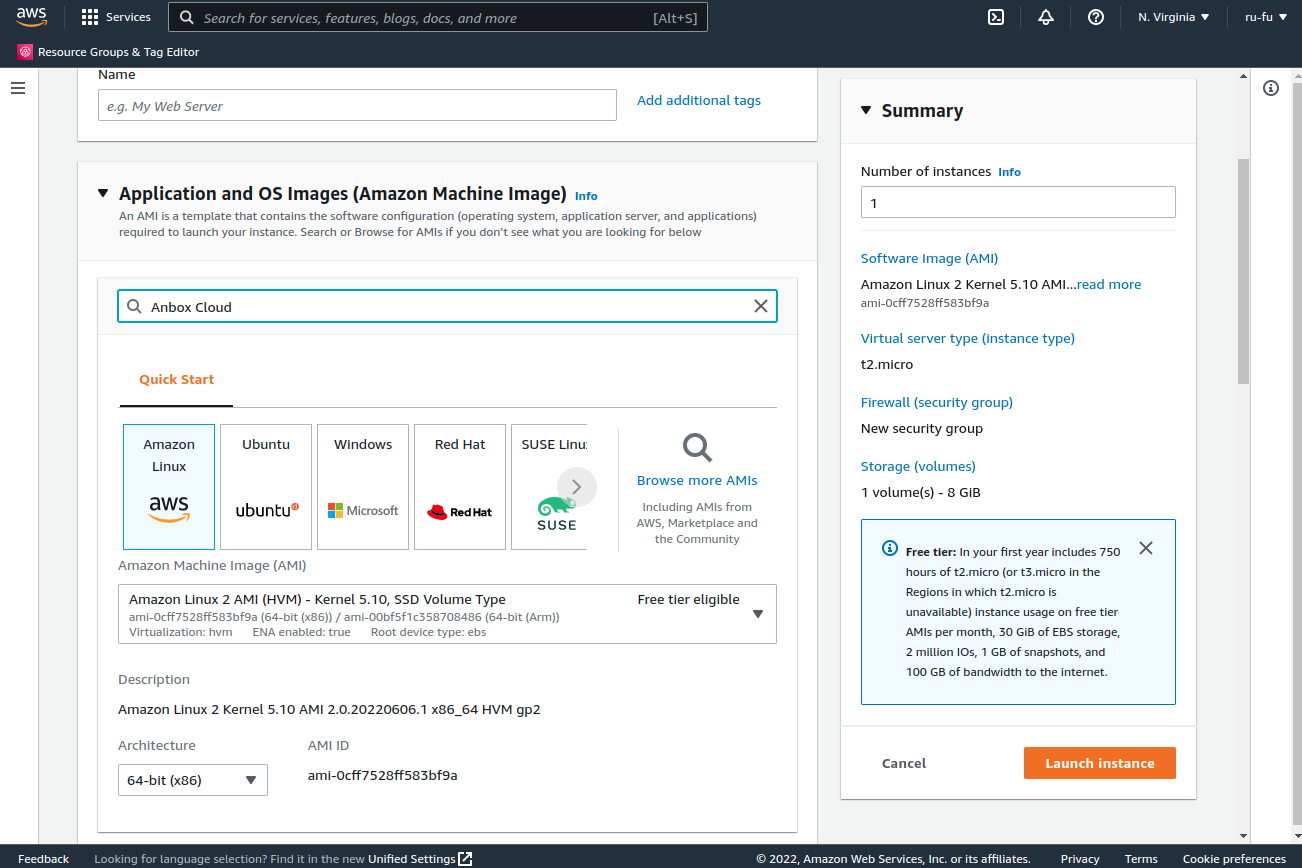 aws
Services
Search for services, features, blogs, docs, and more
[Alt+S]
N. Virginia
ru-fu
Resource Groups & Tag Editor
Name
e.g. My Web Server
Add additional tags
Application and OS Images (Amazon Machine Image) Info
An AMI is a template that contains the software configuration (operating system, application server, and applications)
required to launch your instance. Search or Browse for AMIs if you don’t see what you are looking for below
Anbox Cloud
Quick Start
Amazon
Linux
aws
Ubuntu
ubuntu
Windows
Microsoft
Red Hat
Red Hat
SUSE Linu
SUSE
Browse more AMIs
Including AMIs from
AWS, Marketplace and
the Community
Amazon Machine Image (AMI)
Amazon Linux 2 AMI (HVM) - Kernel 5.10, SSD Volume Type
Free tier eligible
ami-0cff7528ff583bf9a (64-bit (x86)) / ami-00bf5f1c358708486 (64-bit (Arm))
Virtualization: hvm ENA enabled: true Root device type: ebs
Description
Amazon Linux 2 Kernel 5.10 AMI 2.0.20220606.1 x86_64 HVM gp2
Architecture
64-bit (x86)
AMI ID
ami-0cff7528ff583bf9a
Summary
Number of instances Info
1
Software Image (AMI)
Amazon Linux 2 Kernel 5.10 AMI...read more
ami-0cff7528ff583bf9a
Virtual server type (instance type)
t2.micro
Firewall (security group)
New security group
Storage (volumes)
1 volume(s) - 8 GiB
Free tier: In your first year includes 750
hours of t2.micro (or t3.micro in the
Regions in which t2.micro is
unavailable) instance usage on free tier
AMIs per month, 30 GiB of EBS storage,
2 million IOs, 1 GB of snapshots, and
100 GB of bandwidth to the internet.
Cancel
Launch instance
Feedback
Looking for language selection? Find it in the new Unified Settings
© 2022, Amazon Web Services, Inc. or its affiliates.
Privacy
Terms
Cookie preferences